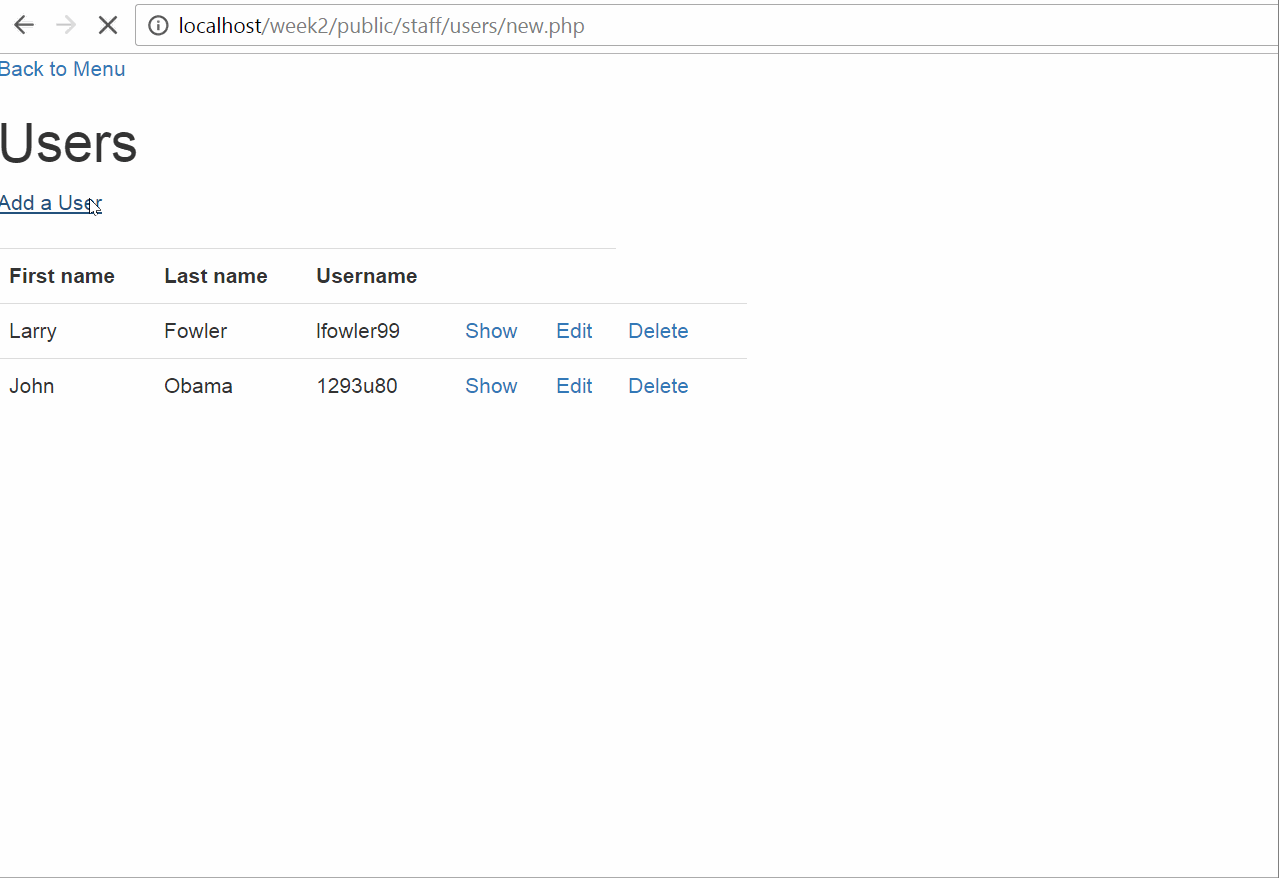 localhost/week2/public/staff/users/new.php
Back to Menu
Users
Add a User
First name Last name Username
Larry Fowler lfowler99 Show Edit Delete
John Obama 1293u80 Show Edit Delete